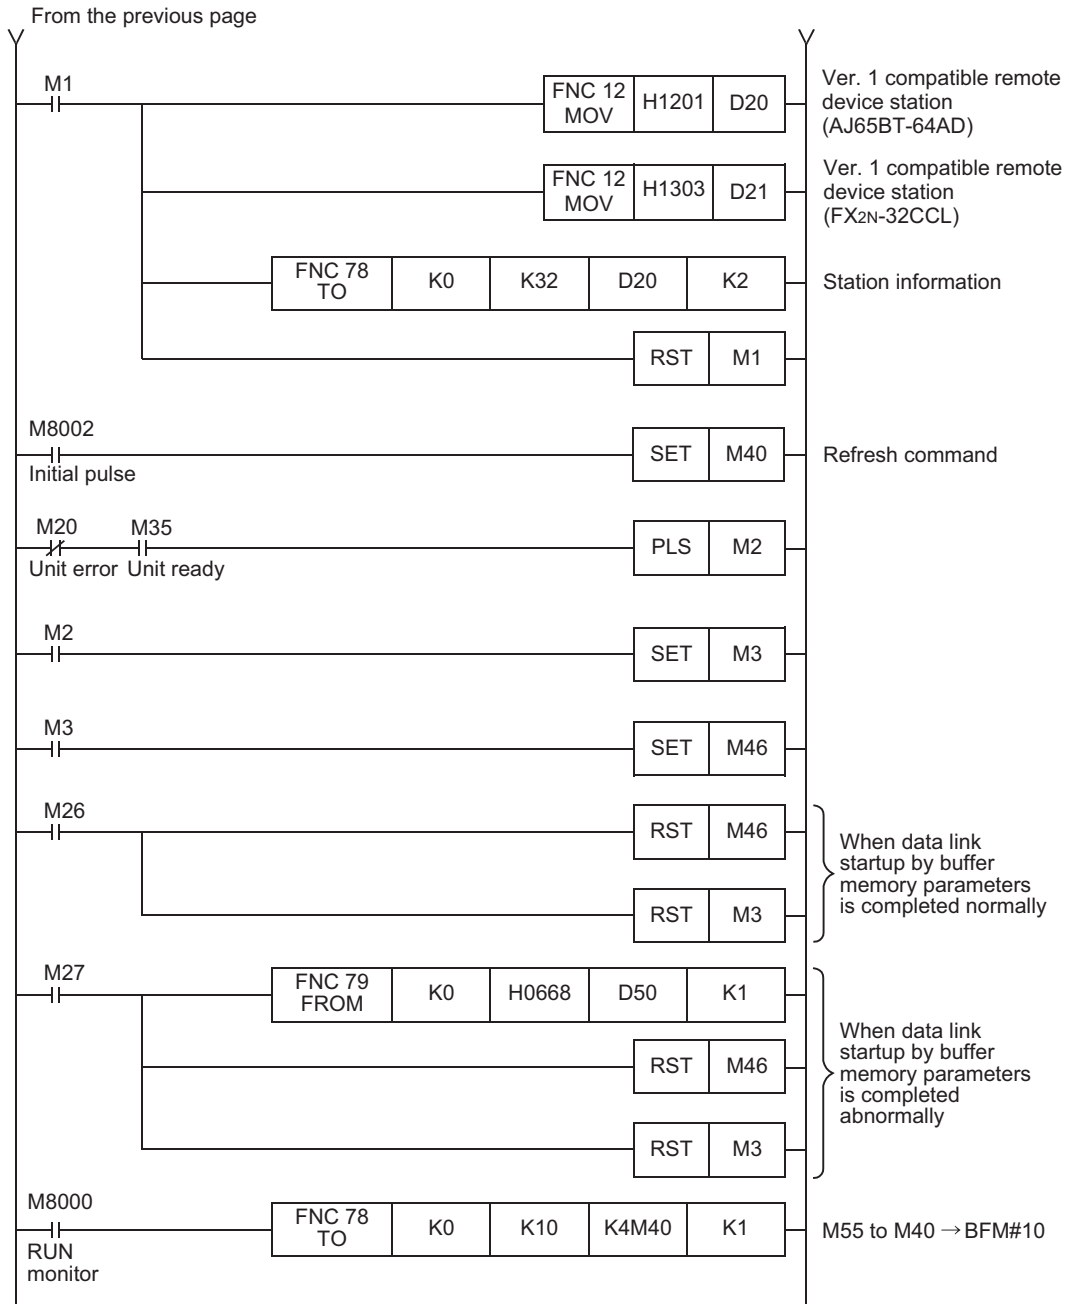 From the previous page
M1
FNC 12
MOV
H1201
D20
Ver. 1 compatible remote
device station
(AJ65BT-64AD)
FNC 12
MOV
H1303
D21
Ver. 1 compatible remote
device station
(FX2N-32CCL)
FNC 78
TO
K0
K32
D20
K2
Station information
RST
M1
M8002
Initial pulse
SET
M40
Refresh command
M20
Unit error
M35
Unit ready
PLS
M2
M2
SET
M3
M3
SET
M46
M26
RST
M46
RST
M3
When data link
startup by buffer
memory parameters
is completed normally
M27
FNC 79
FROM
K0
H0668
D50
K1
RST
M46
RST
M3
When data link
startup by buffer
memory parameters
is completed
abnormally
M8000
RUN
monitor
FNC 78
TO
K0
K10
K4M40
K1
M55 to M40 → BFM#10